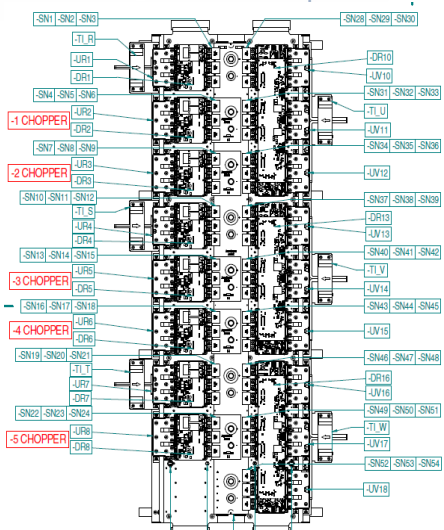 -SN1 -SN2 -SN3
-SN28 -SN29 -SN30
-TI_R
-UR1
-DR1
-DR10
-UV10
-SN4 -SN5 -SN6
-SN31 -SN32 -SN33
-1 CHOPPER
-UR2
-DR2
-TI_U
-UV11
-SN7 -SN8 -SN9
-SN34 -SN35 -SN36
-2 CHOPPER
-UR3
-DR3
-UV12
-SN10 -SN11 -SN12
-SN37 -SN38 -SN39
-TI_S
-UR4
-DR4
-DR13
-UV13
-SN13 -SN14 -SN15
-SN40 -SN41 -SN42
-3 CHOPPER
-UR5
-DR5
-TI_V
-UV14
-SN16 -SN17 -SN18
-SN43 -SN44 -SN45
-4 CHOPPER
-UR6
-DR6
-UV15
-SN19 -SN20 -SN21
-SN46 -SN47 -SN48
-TI_T
-UR7
-DR7
-DR16
-UV16
-SN22 -SN23 -SN24
-SN49 -SN50 -SN51
-5 CHOPPER
-UR8
-DR8
-TI_W
-UV17
-SN52 -SN53 -SN54
-UV18